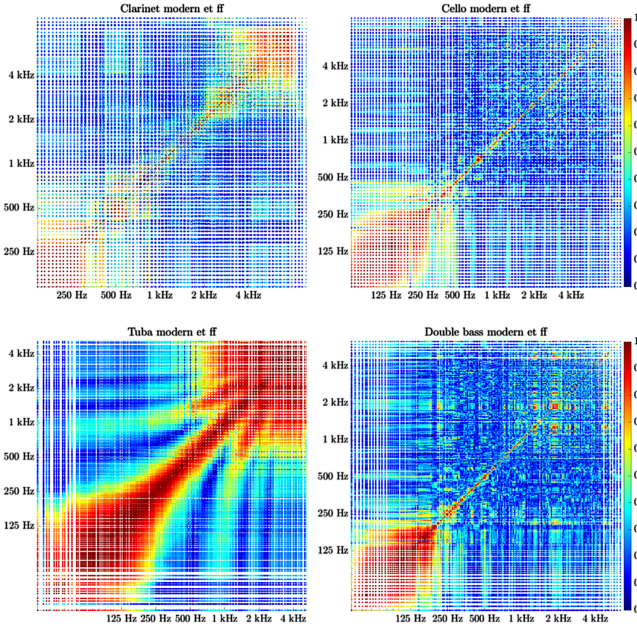 Clarinet modern et ff
Cello modern et ff
4 kHz
2 kHz
1 kHz
500 Hz
250 Hz
250 Hz 500 Hz 1 kHz 2 kHz 4 kHz
4 kHz
2 kHz
1 kHz
500 Hz
250 Hz
125 Hz
125 Hz 250 Hz 500 Hz 1 kHz 2 kHz 4 kHz
Tuba modern et ff
Double bass modern et ff
4 kHz
2 kHz
1 kHz
500 Hz
250 Hz
125 Hz
125 Hz 250 Hz 500 Hz 1 kHz 2 kHz 4 kHz
4 kHz
2 kHz
1 kHz
500 Hz
250 Hz
125 Hz
125 Hz 250 Hz 500 Hz 1 kHz 2 kHz 4 kHz